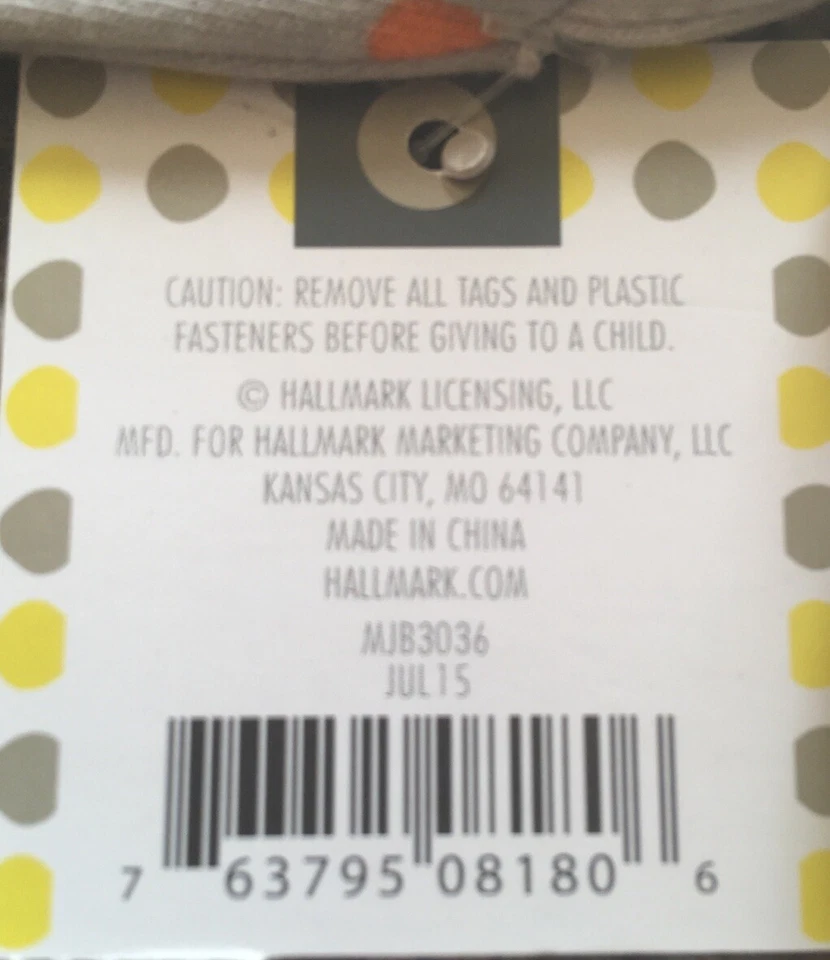 CAUTION: REMOVE ALL TAGS AND PLASTIC
FASTENERS BEFORE GIVING TO A CHILD.
© HALLMARK LICENSING, LLC
MFD. FOR HALLMARK MARKETING COMPANY, LLC
KANSAS CITY, MO 64141
MADE IN CHINA
HALLMARK.COM
MJB3036
JUL15
7 63795 08180 6